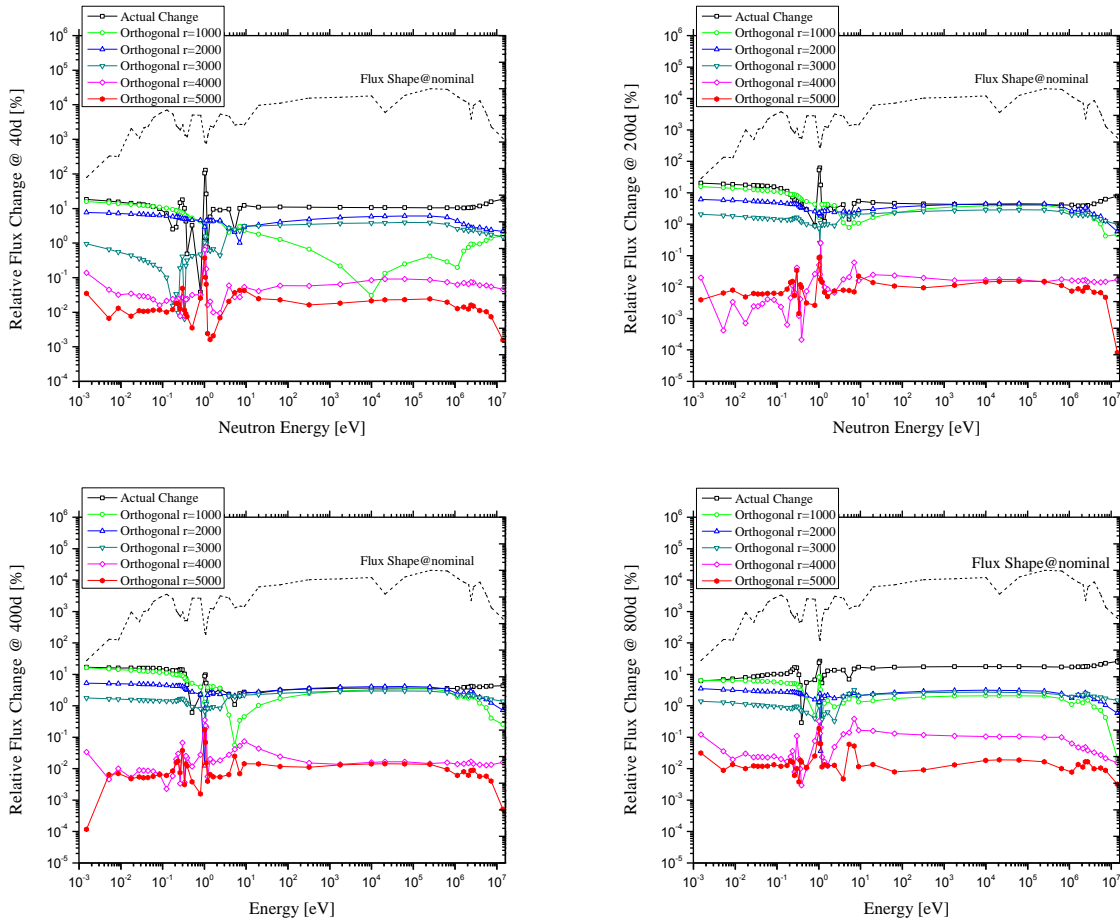 Actual Change
Orthogonal r=1000
Orthogonal r=2000
Orthogonal r=3000
Orthogonal r=4000
Orthogonal r=5000
Flux Shape@nominal
Relative Flux Change @ 40d [%]
10^6
10^5
10^4
10^3
10^2
10^1
10^0
10^-1
10^-2
10^-3
10^-4
10^-3 10^-2 10^-1 10^0 10^1 10^2 10^3 10^4 10^5 10^6 10^7
Neutron Energy [eV]
Actual Change
Orthogonal r=1000
Orthogonal r=2000
Orthogonal r=3000
Orthogonal r=4000
Orthogonal r=5000
Flux Shape@nominal
Relative Flux Change @ 200d [%]
10^6
10^5
10^4
10^3
10^2
10^1
10^0
10^-1
10^-2
10^-3
10^-4
10^-5
10^-3 10^-2 10^-1 10^0 10^1 10^2 10^3 10^4 10^5 10^6 10^7
Neutron Energy [eV]
Actual Change
Orthogonal r=1000
Orthogonal r=2000
Orthogonal r=3000
Orthogonal r=4000
Orthogonal r=5000
Flux Shape@nominal
Relative Flux Change @ 400d [%]
10^6
10^5
10^4
10^3
10^2
10^1
10^0
10^-1
10^-2
10^-3
10^-4
10^-5
10^-3 10^-2 10^-1 10^0 10^1 10^2 10^3 10^4 10^5 10^6 10^7
Energy [eV]
Actual Change
Orthogonal r=1000
Orthogonal r=2000
Orthogonal r=3000
Orthogonal r=4000
Orthogonal r=5000
Flux Shape@nominal
Relative Flux Change @ 800d [%]
10^6
10^5
10^4
10^3
10^2
10^1
10^0
10^-1
10^-2
10^-3
10^-4
10^-5
10^-3 10^-2 10^-1 10^0 10^1 10^2 10^3 10^4 10^5 10^6 10^7
Energy [eV]